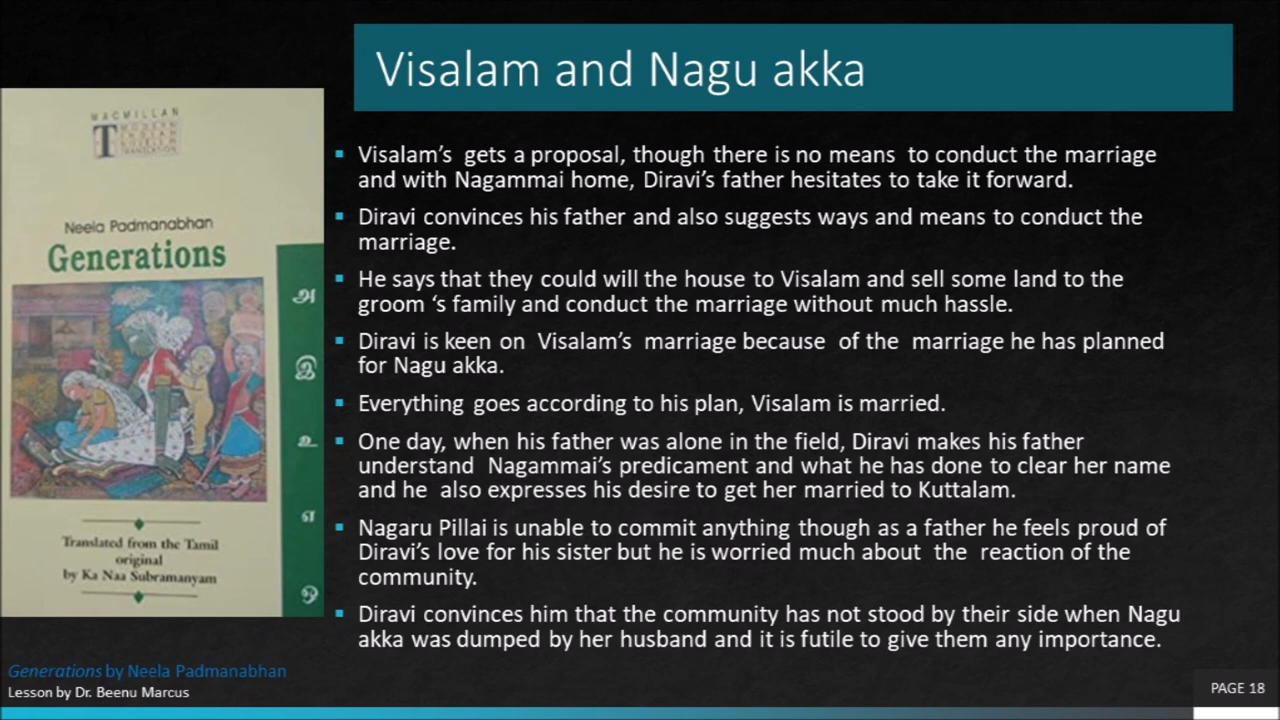 Visalam and Nagu akka
MACMILLAN
MODERN
INDIAN
NOVELS IN
TRANSLATION
Neela Padmanabhan
Generations
அ
இ
உ
எ
ஒ
Translated from the Tamil
original
by Ka Naa Subramanyam
▪ Visalam’s gets a proposal, though there is no means to conduct the marriage
and with Nagammai home, Diravi’s father hesitates to take it forward.
▪ Diravi convinces his father and also suggests ways and means to conduct the
marriage.
▪ He says that they could will the house to Visalam and sell some land to the
groom ‘s family and conduct the marriage without much hassle.
▪ Diravi is keen on Visalam’s marriage because of the marriage he has planned
for Nagu akka.
▪ Everything goes according to his plan, Visalam is married.
▪ One day, when his father was alone in the field, Diravi makes his father
understand Nagammai’s predicament and what he has done to clear her name
and he also expresses his desire to get her married to Kuttalam.
▪ Nagaru Pillai is unable to commit anything though as a father he feels proud of
Diravi’s love for his sister but he is worried much about the reaction of the
community.
▪ Diravi convinces him that the community has not stood by their side when Nagu
akka was dumped by her husband and it is futile to give them any importance.
Generations by Neela Padmanabhan
Lesson by Dr. Beenu Marcus
PAGE 18